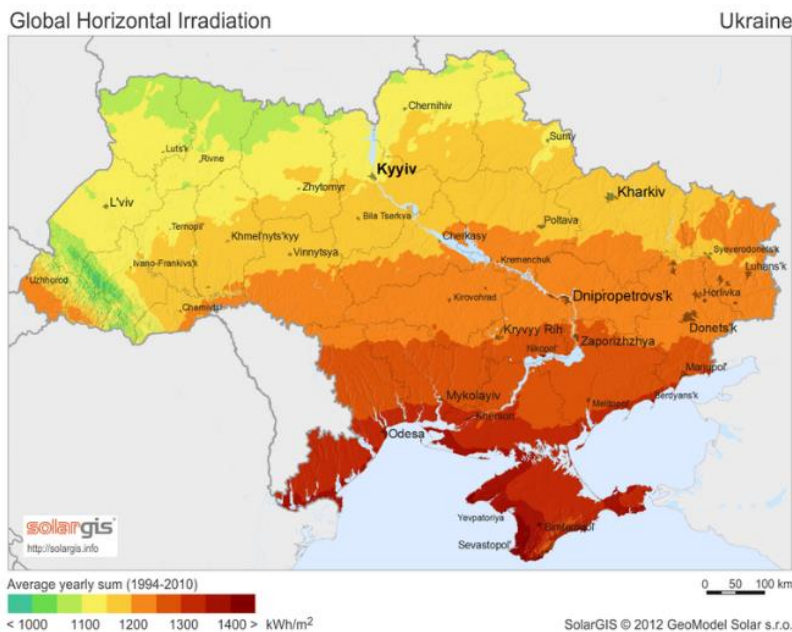 Global Horizontal Irradiation
Ukraine
Chernihiv
Sumy
Luts'k
Rivne
Kyyiv
Zhytomyr
Kharkiv
L'viv
Bila Tserkva
Poltava
Ternopil'
Khmel'nyts'kyy
Cherkasy
Vinnytsya
Syeverodonets'k
Ivano-Frankivs'k
Kremenchuk
Luhans'k
Uzhhorod
Horlivka
Kirovohrad
Dnipropetrovs'k
Chernivtsi
Donets'k
Kryvyy Rih
Zaporizhzhya
Nikopol'
Mariupol'
Mykolayiv
Melitopol'
Berdyans'k
Kherson
Odesa
solargis
http://solargis.info
Yevpatoriya
Simferopol'
Sevastopol'
Average yearly sum (1994-2010)
0 50 100 km
< 1000 1100 1200 1300 1400 > kWh/m²
SolarGIS © 2012 GeoModel Solar s.r.o.